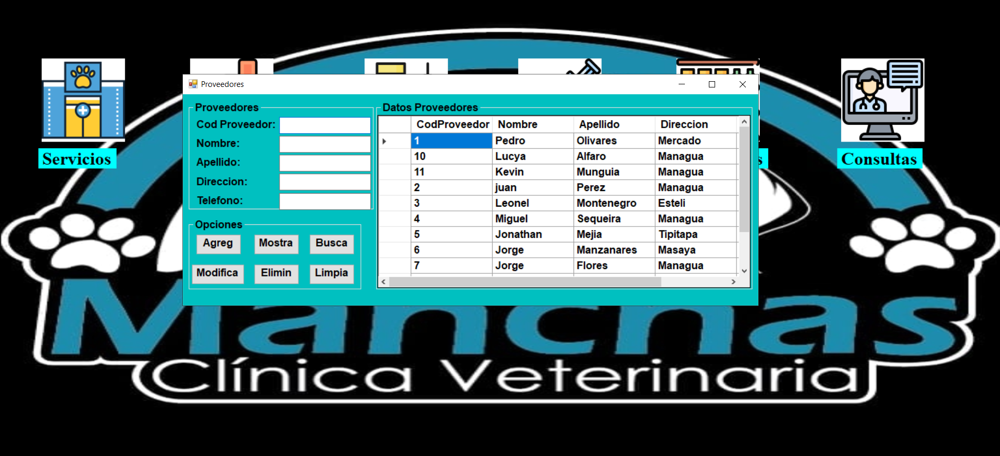 Proveedores
Proveedores
Cod Proveedor:
Nombre:
Apellido:
Direccion:
Telefono:
Opciones
Agreg Mostra Busca
Modifica Elimin Limpia
Datos Proveedores
CodProveedor Nombre Apellido Direccion
1 Pedro Olivares Mercado
10 Lucya Alfaro Managua
11 Kevin Munguia Managua
2 juan Perez Managua
3 Leonel Montenegro Esteli
4 Miguel Sequeira Managua
5 Jonathan Mejia Tipitapa
6 Jorge Manzanares Masaya
7 Jorge Flores Managua
Servicios
s
Consultas
Manchas
Clínica Veterinaria